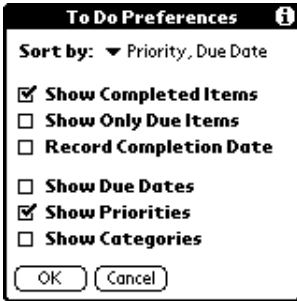 To Do Preferences
Sort by: Priority, Due Date
Show Completed Items
Show Only Due Items
Record Completion Date
Show Due Dates
Show Priorities
Show Categories
OK Cancel